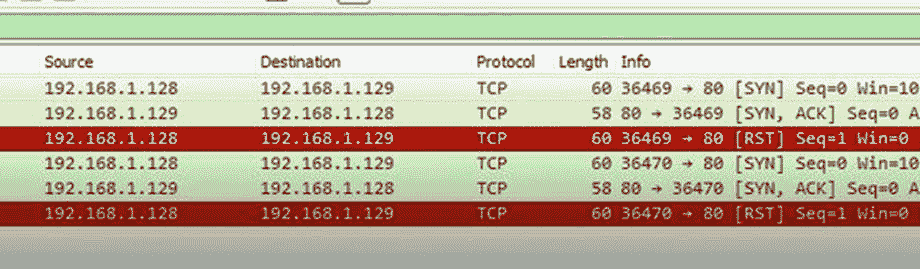 Source Destination Protocol Length Info
192.168.1.128 192.168.1.129 TCP 60 36469 → 80 [SYN] Seq=0 Win=10
192.168.1.129 192.168.1.128 TCP 58 80 → 36469 [SYN, ACK] Seq=0 A
192.168.1.128 192.168.1.129 TCP 60 36469 → 80 [RST] Seq=1 Win=0
192.168.1.128 192.168.1.129 TCP 60 36470 → 80 [SYN] Seq=0 Win=10
192.168.1.129 192.168.1.128 TCP 58 80 → 36470 [SYN, ACK] Seq=0 A
192.168.1.128 192.168.1.129 TCP 60 36470 → 80 [RST] Seq=1 Win=0